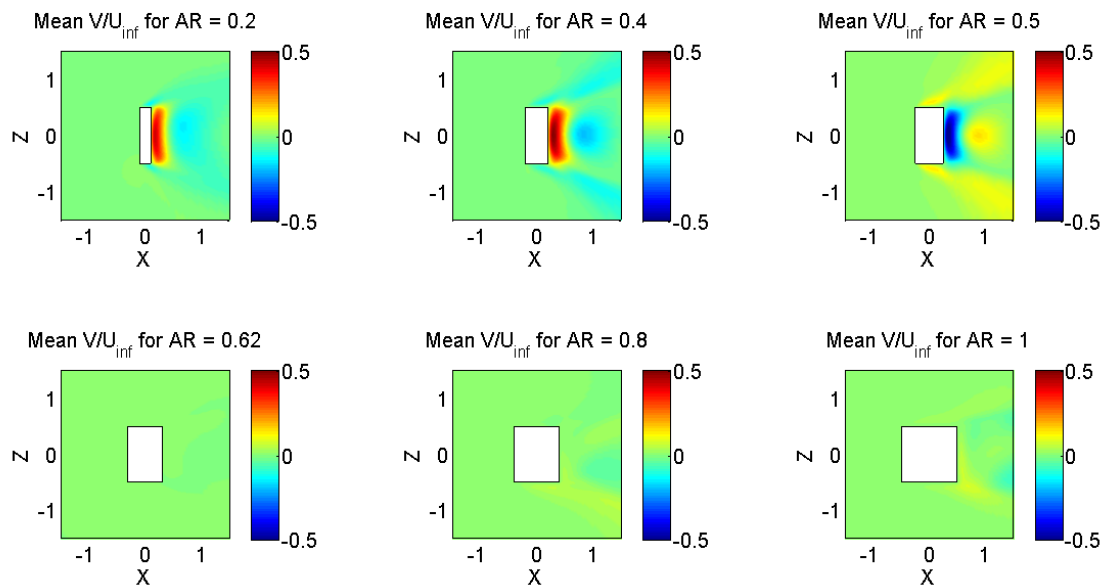 Mean V/U_inf for AR = 0.2
Mean V/U_inf for AR = 0.4
Mean V/U_inf for AR = 0.5
1
0
-1
Z
-1 0 1
X
0.5
0
-0.5
1
0
-1
Z
-1 0 1
X
0.5
0
-0.5
1
0
-1
Z
-1 0 1
X
0.5
0
-0.5
Mean V/U_inf for AR = 0.62
Mean V/U_inf for AR = 0.8
Mean V/U_inf for AR = 1
1
0
-1
Z
-1 0 1
X
0.5
0
-0.5
1
0
-1
Z
-1 0 1
X
0.5
0
-0.5
1
0
-1
Z
-1 0 1
X
0.5
0
-0.5